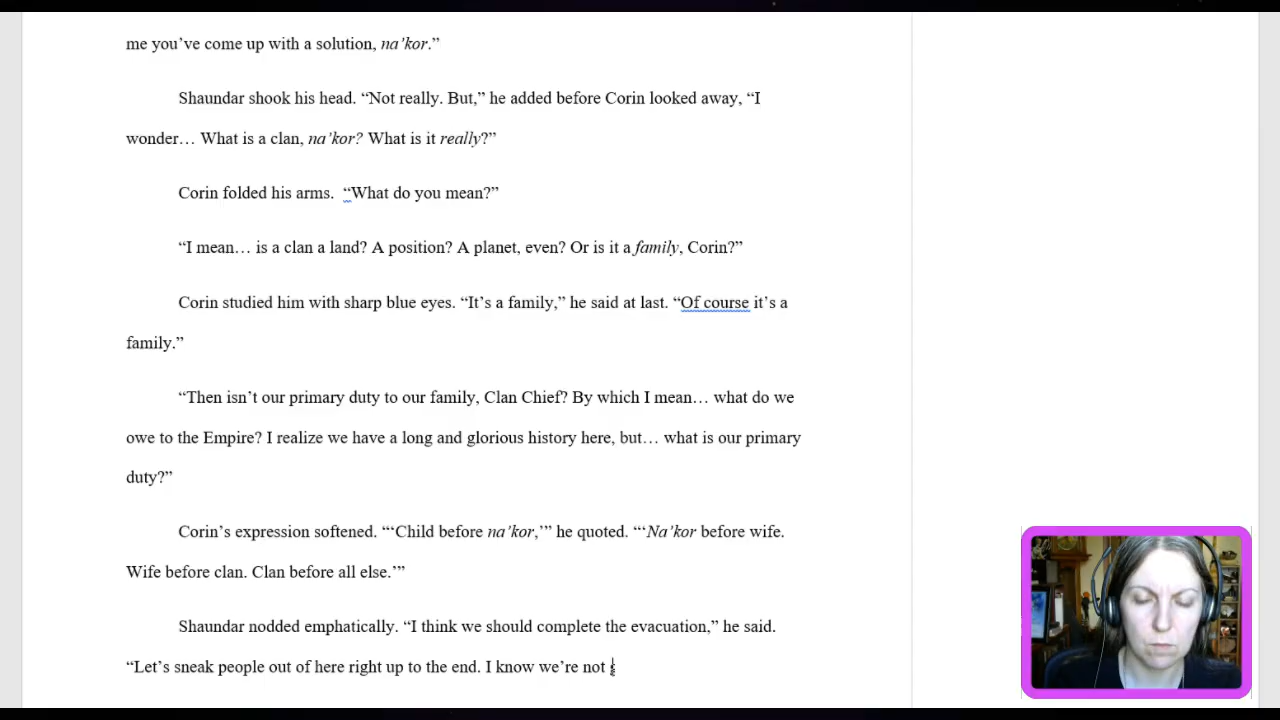 me you’ve come up with a solution, na’kor.”
Shaundar shook his head. “Not really. But,” he added before Corin looked away, “I
wonder… What is a clan, na’kor? What is it really?”
Corin folded his arms.  “What do you mean?”
“I mean… is a clan a land? A position? A planet, even? Or is it a family, Corin?”
Corin studied him with sharp blue eyes. “It’s a family,” he said at last. “Of course it’s a
family.”
“Then isn’t our primary duty to our family, Clan Chief? By which I mean… what do we
owe to the Empire? I realize we have a long and glorious history here, but… what is our primary
duty?”
Corin’s expression softened. “‘Child before na’kor,’” he quoted. “‘Na’kor before wife.
Wife before clan. Clan before all else.’”
Shaundar nodded emphatically. “I think we should complete the evacuation,” he said.
“Let’s sneak people out of here right up to the end. I know we’re not